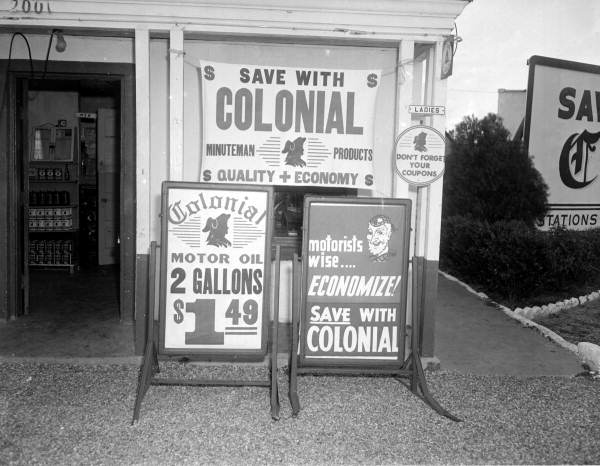 2001
$ SAVE WITH $
COLONIAL
MINUTEMAN PRODUCTS
$ QUALITY + ECONOMY $
LADIES
DON'T FORGET
YOUR
COUPONS
SAV
C
STATIONS
Colonial
MOTOR OIL
2 GALLONS
$1 49
motorists
wise....
ECONOMIZE!
SAVE WITH
COLONIAL